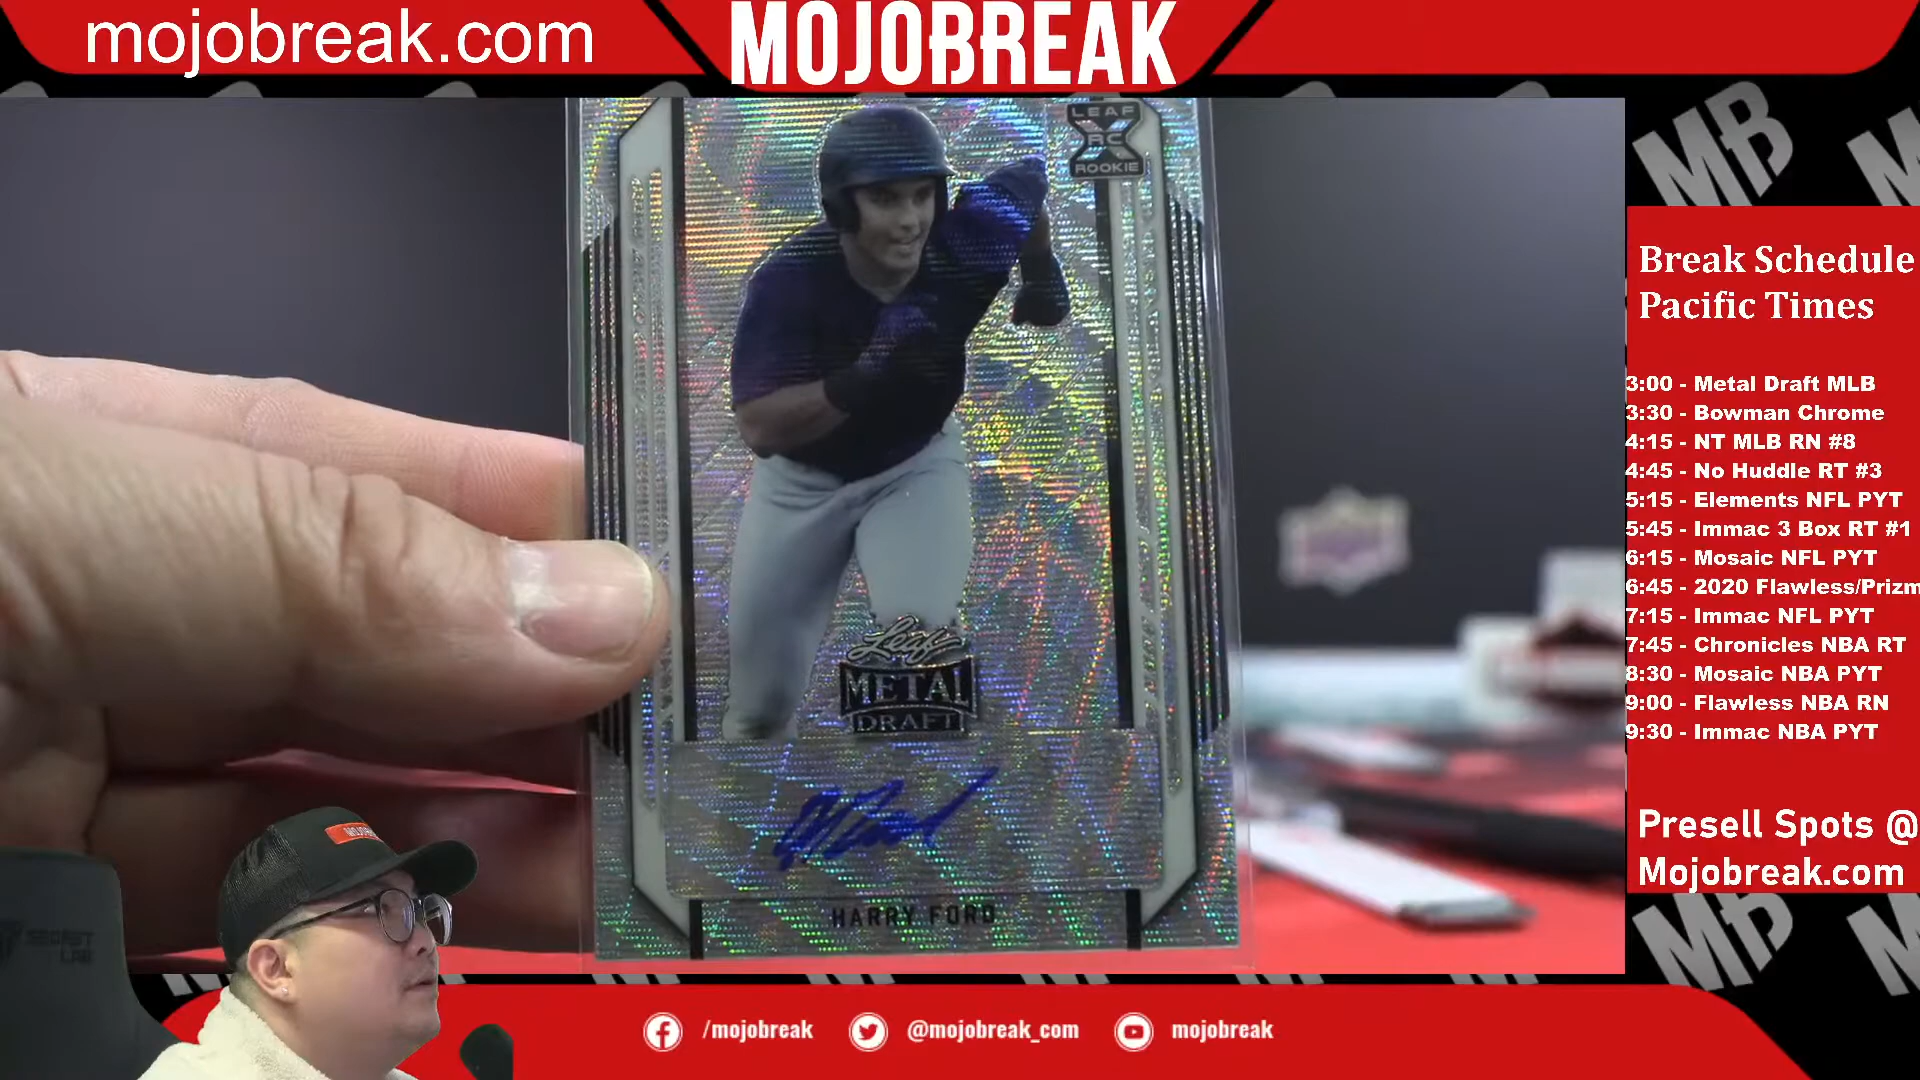 mojobreak.com
MOJOBREAK
LEAF
RC
ROOKIE
Leaf
METAL
DRAFT
HARRY FORD
Break Schedule
Pacific Times
3:00 - Metal Draft MLB
3:30 - Bowman Chrome
4:15 - NT MLB RN #8
4:45 - No Huddle RT #3
5:15 - Elements NFL PYT
5:45 - Immac 3 Box RT #1
6:15 - Mosaic NFL PYT
6:45 - 2020 Flawless/Prizm
7:15 - Immac NFL PYT
7:45 - Chronicles NBA RT
8:30 - Mosaic NBA PYT
9:00 - Flawless NBA RN
9:30 - Immac NBA PYT
Presell Spots @
Mojobreak.com
MB
MB
/mojobreak
@mojobreak_com
mojobreak